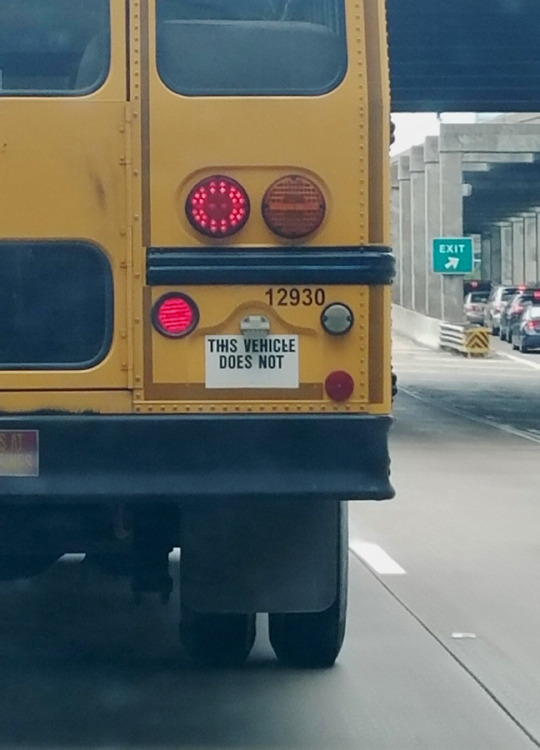 EXIT
12930
THIS VEHICLE
DOES NOT